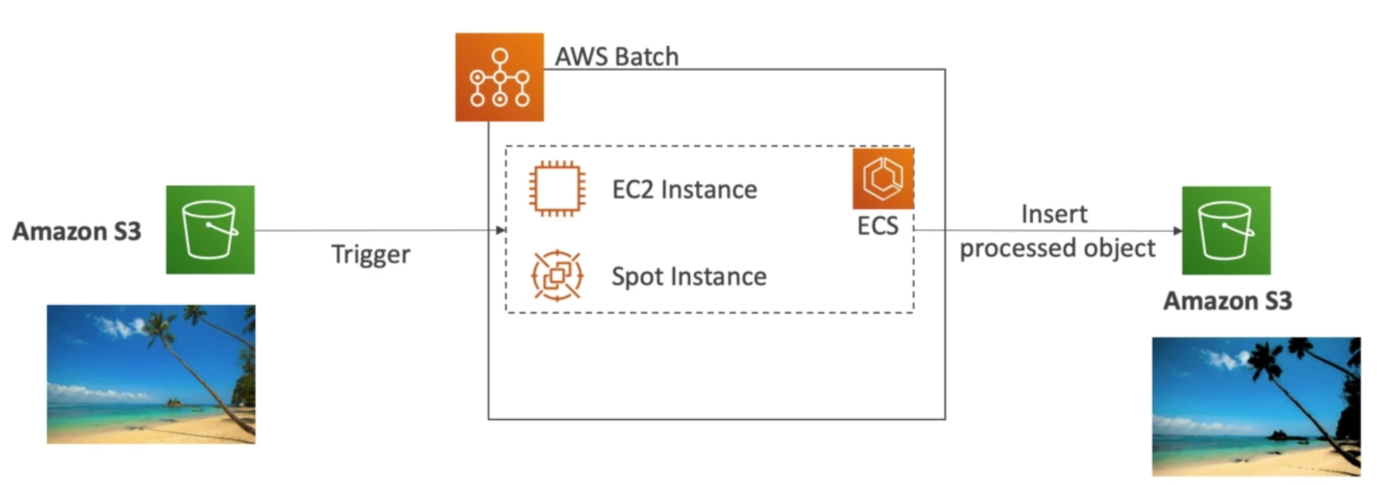 AWS Batch
EC2 Instance
ECS
Spot Instance
Amazon S3
Trigger
Insert
processed object
Amazon S3